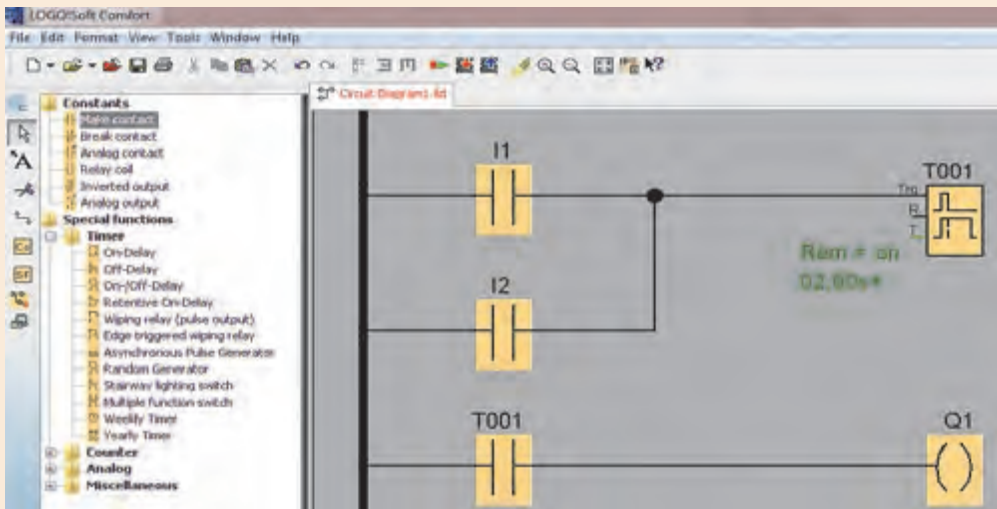 LOGO!Soft Comfort
File Edit Format View Tools Window Help
Circuit Diagram1.lld
Constants
Make contact
Break contact
Analog contact
Relay coil
Inverted output
Analog output
Special functions
Timer
On-Delay
Off-Delay
On-/Off-Delay
Retentive On-Delay
Wiping relay (pulse output)
Edge triggered wiping relay
Asynchronous Pulse Generator
Random Generator
Stairway lighting switch
Multiple function switch
Weekly Timer
Yearly Timer
Counter
Analog
Miscellaneous
I1
T001
Trg
R
T
Rem = on
02,00s+
I2
T001
Q1